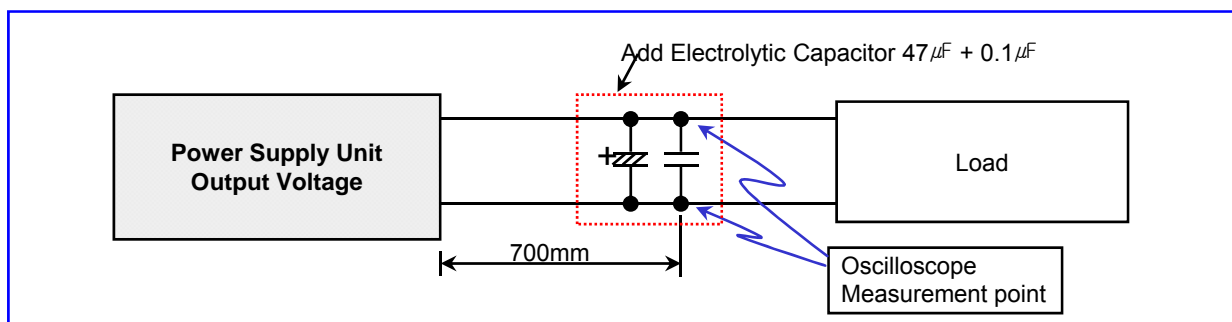 Add Electrolytic Capacitor 47㎌ + 0.1㎌
Power Supply Unit
Output Voltage
+
Load
700mm
Oscilloscope
Measurement point